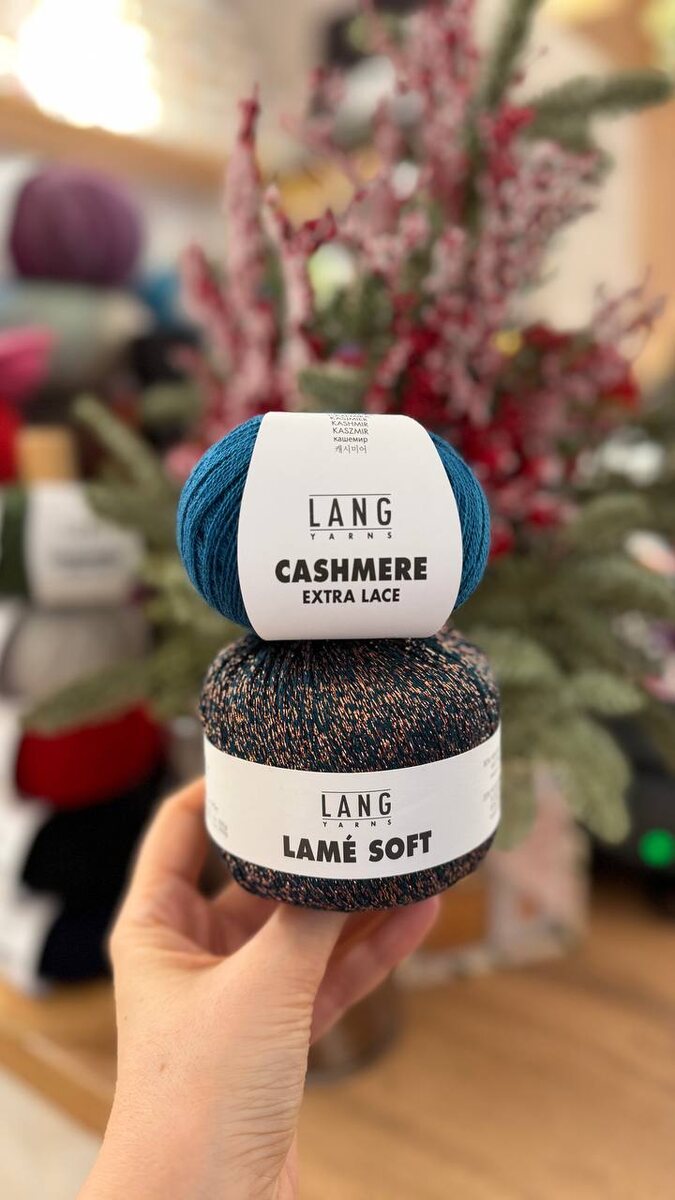 KASHMIR
KASZMIR
кашемир
캐시미어
LANG
YARNS
CASHMERE
EXTRA LACE
LANG
YARNS
LAMÉ SOFT